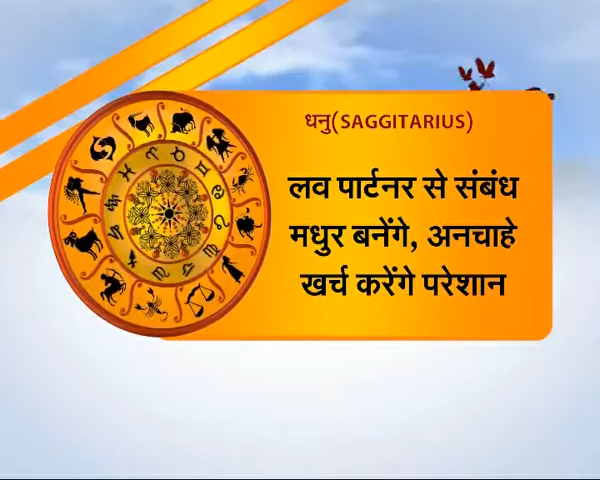 धनु(SAGGITARIUS)
लव पार्टनर से संबंध
मधुर बनेंगे, अनचाहे
खर्च करेंगे परेशान